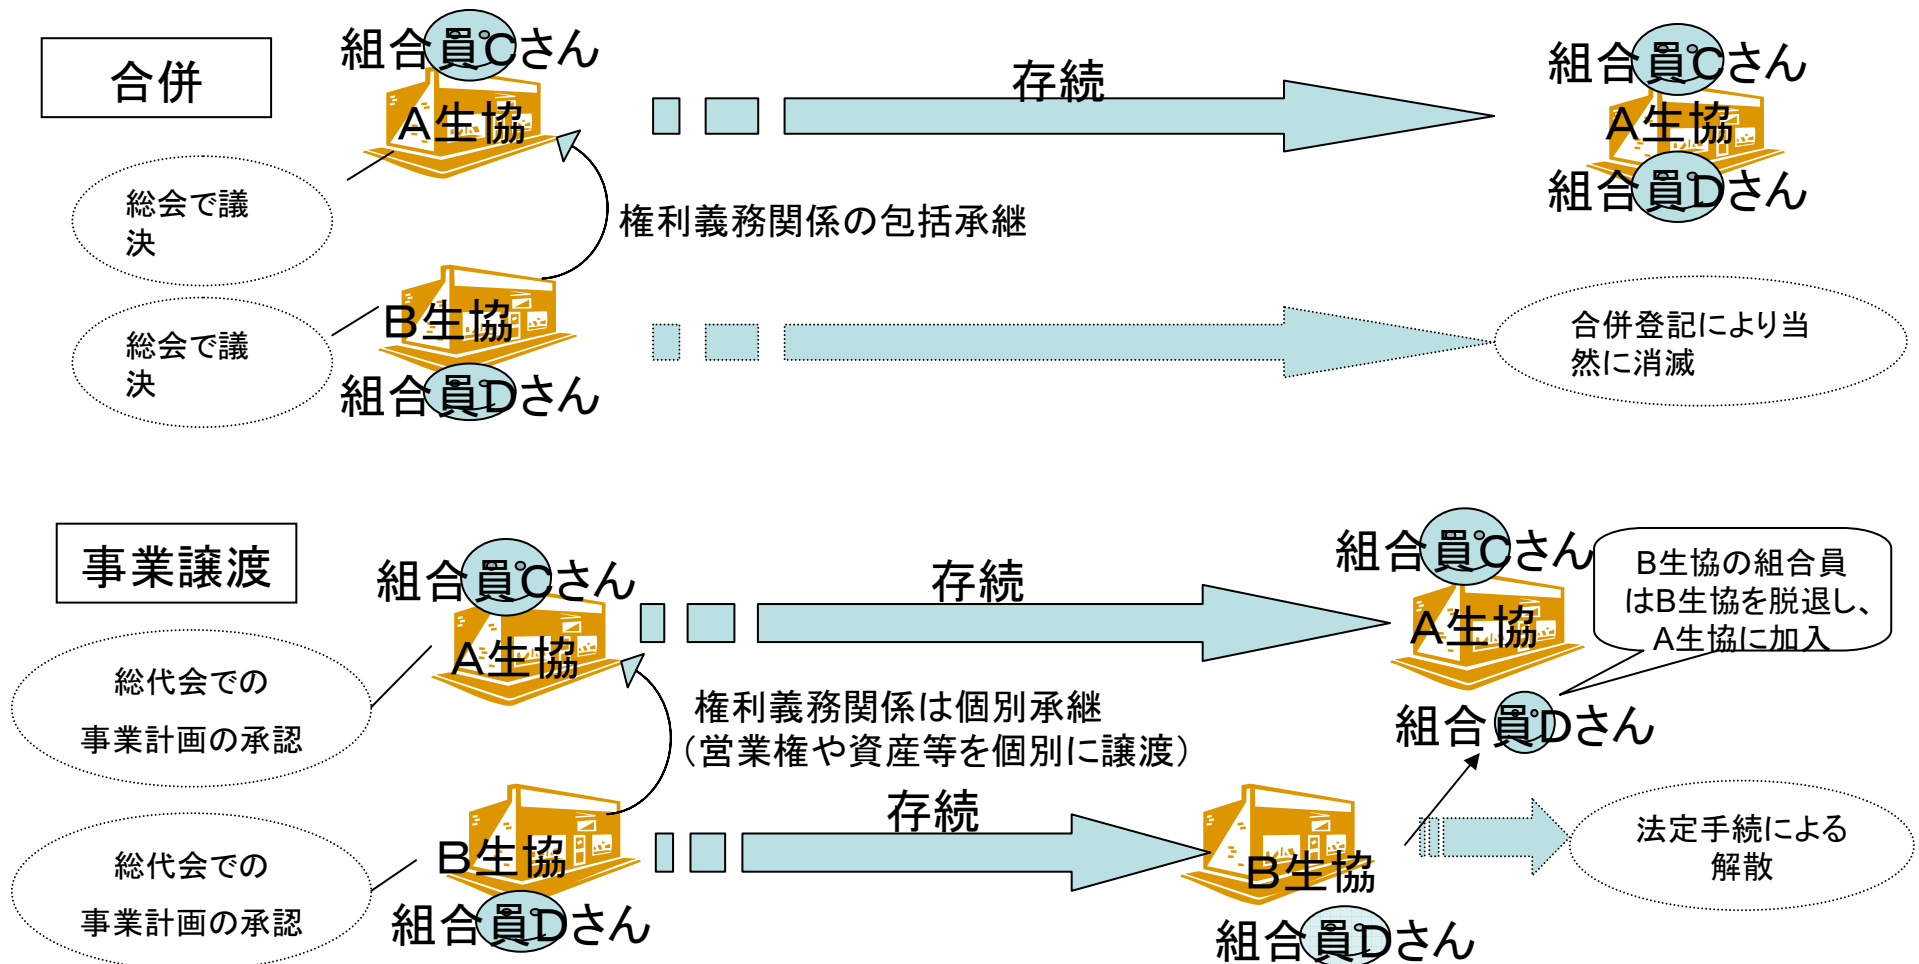 合併
組合員Cさん
A生協
存続
組合員Cさん
A生協
組合員Dさん
総会で議
決
権利義務関係の包括承継
総会で議
決
B生協
組合員Dさん
合併登記により当
然に消滅
事業譲渡
組合員Cさん
A生協
存続
組合員Cさん
A生協
B生協の組合員
はB生協を脱退し、
A生協に加入
総代会での
事業計画の承認
権利義務関係は個別承継
（営業権や資産等を個別に譲渡）
組合員Dさん
総代会での
事業計画の承認
B生協
組合員Dさん
存続
B生協
組合員Dさん
法定手続による
解散